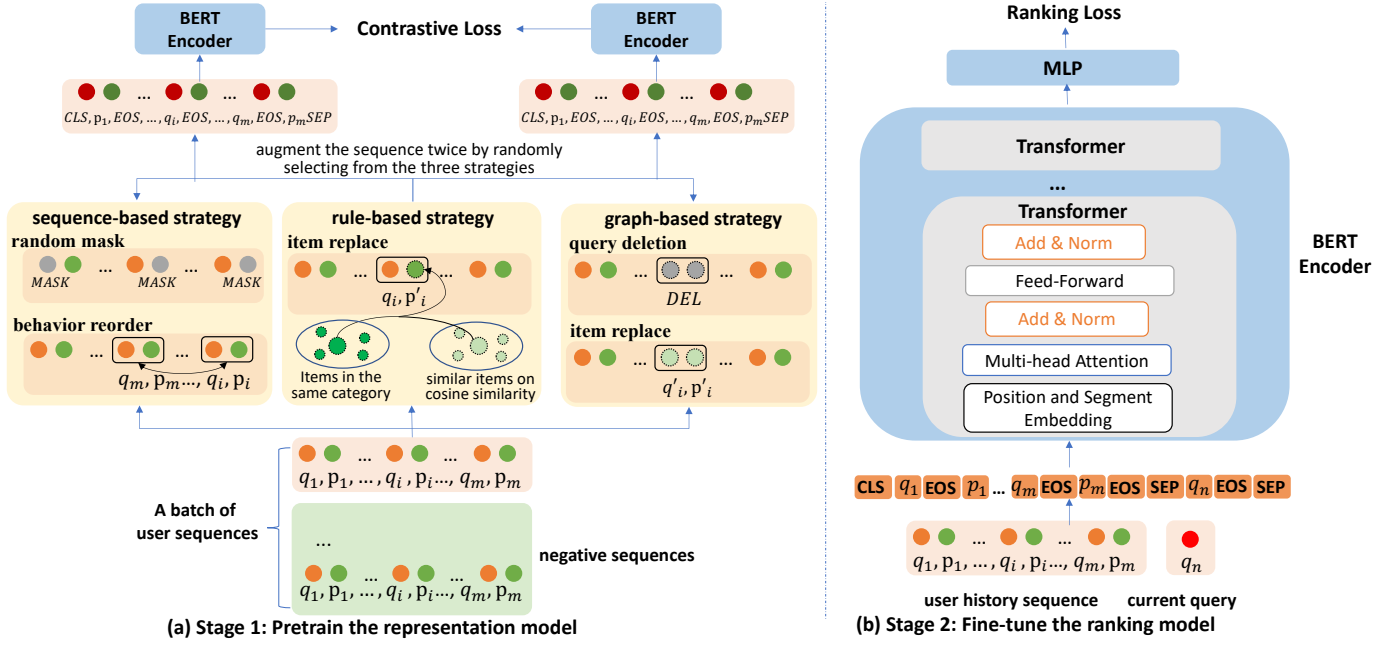 BERT
Encoder
Contrastive Loss
BERT
Encoder
...
...
CLS, p₁, EOS, ..., qᵢ, EOS, ..., qₘ, EOS, pₘSEP
...
...
CLS, p₁, EOS, ..., qᵢ, EOS, ..., qₘ, EOS, pₘSEP
augment the sequence twice by randomly
selecting from the three strategies
sequence-based strategy
random mask
...
...
MASK
MASK
MASK
behavior reorder
...
...
qₘ, pₘ..., qᵢ, pᵢ
rule-based strategy
item replace
...
...
qᵢ, p'ᵢ
Items in the
same category
similar items on
cosine similarity
graph-based strategy
query deletion
...
...
DEL
item replace
...
...
q'ᵢ, p'ᵢ
A batch of
user sequences
...
...
q₁, p₁, ..., qᵢ, pᵢ..., qₘ, pₘ
...
negative sequences
...
...
q₁, p₁, ..., qᵢ, pᵢ..., qₘ, pₘ
(a) Stage 1: Pretrain the representation model
Ranking Loss
MLP
Transformer
...
Transformer
Add & Norm
Feed-Forward
Add & Norm
Multi-head Attention
Position and Segment
Embedding
BERT
Encoder
CLS q₁ EOS p₁ ... qₘ EOS pₘ EOS SEP qₙ EOS SEP
...
...
q₁, p₁, ..., qᵢ, pᵢ..., qₘ, pₘ
qₙ
user history sequence
current query
(b) Stage 2: Fine-tune the ranking model